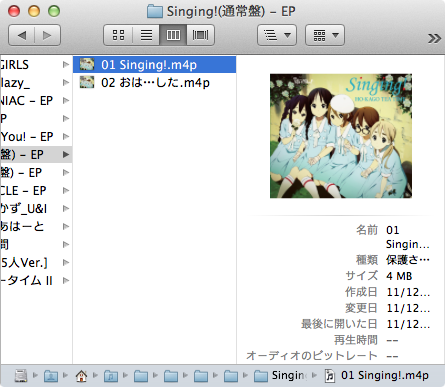 Singing!(通常盤) – EP
GIRLS
lazy_
NIAC – EP
P
You! – EP
盤) – EP
盤) – EP
CLE – EP
かず_U&I
あはーと
間
5人Ver.]
ータイム II
01 Singing!.m4p
02 おは…した.m4p
Singing!
HO-KAGO TEA TIME
名前 01 Singin…
種類 保護さ…
サイズ 4 MB
作成日 11/12…
変更日 11/12…
最後に開いた日 11/12…
再生時間 --
オーディオのビットレート --
Singing
01 Singing!.m4p